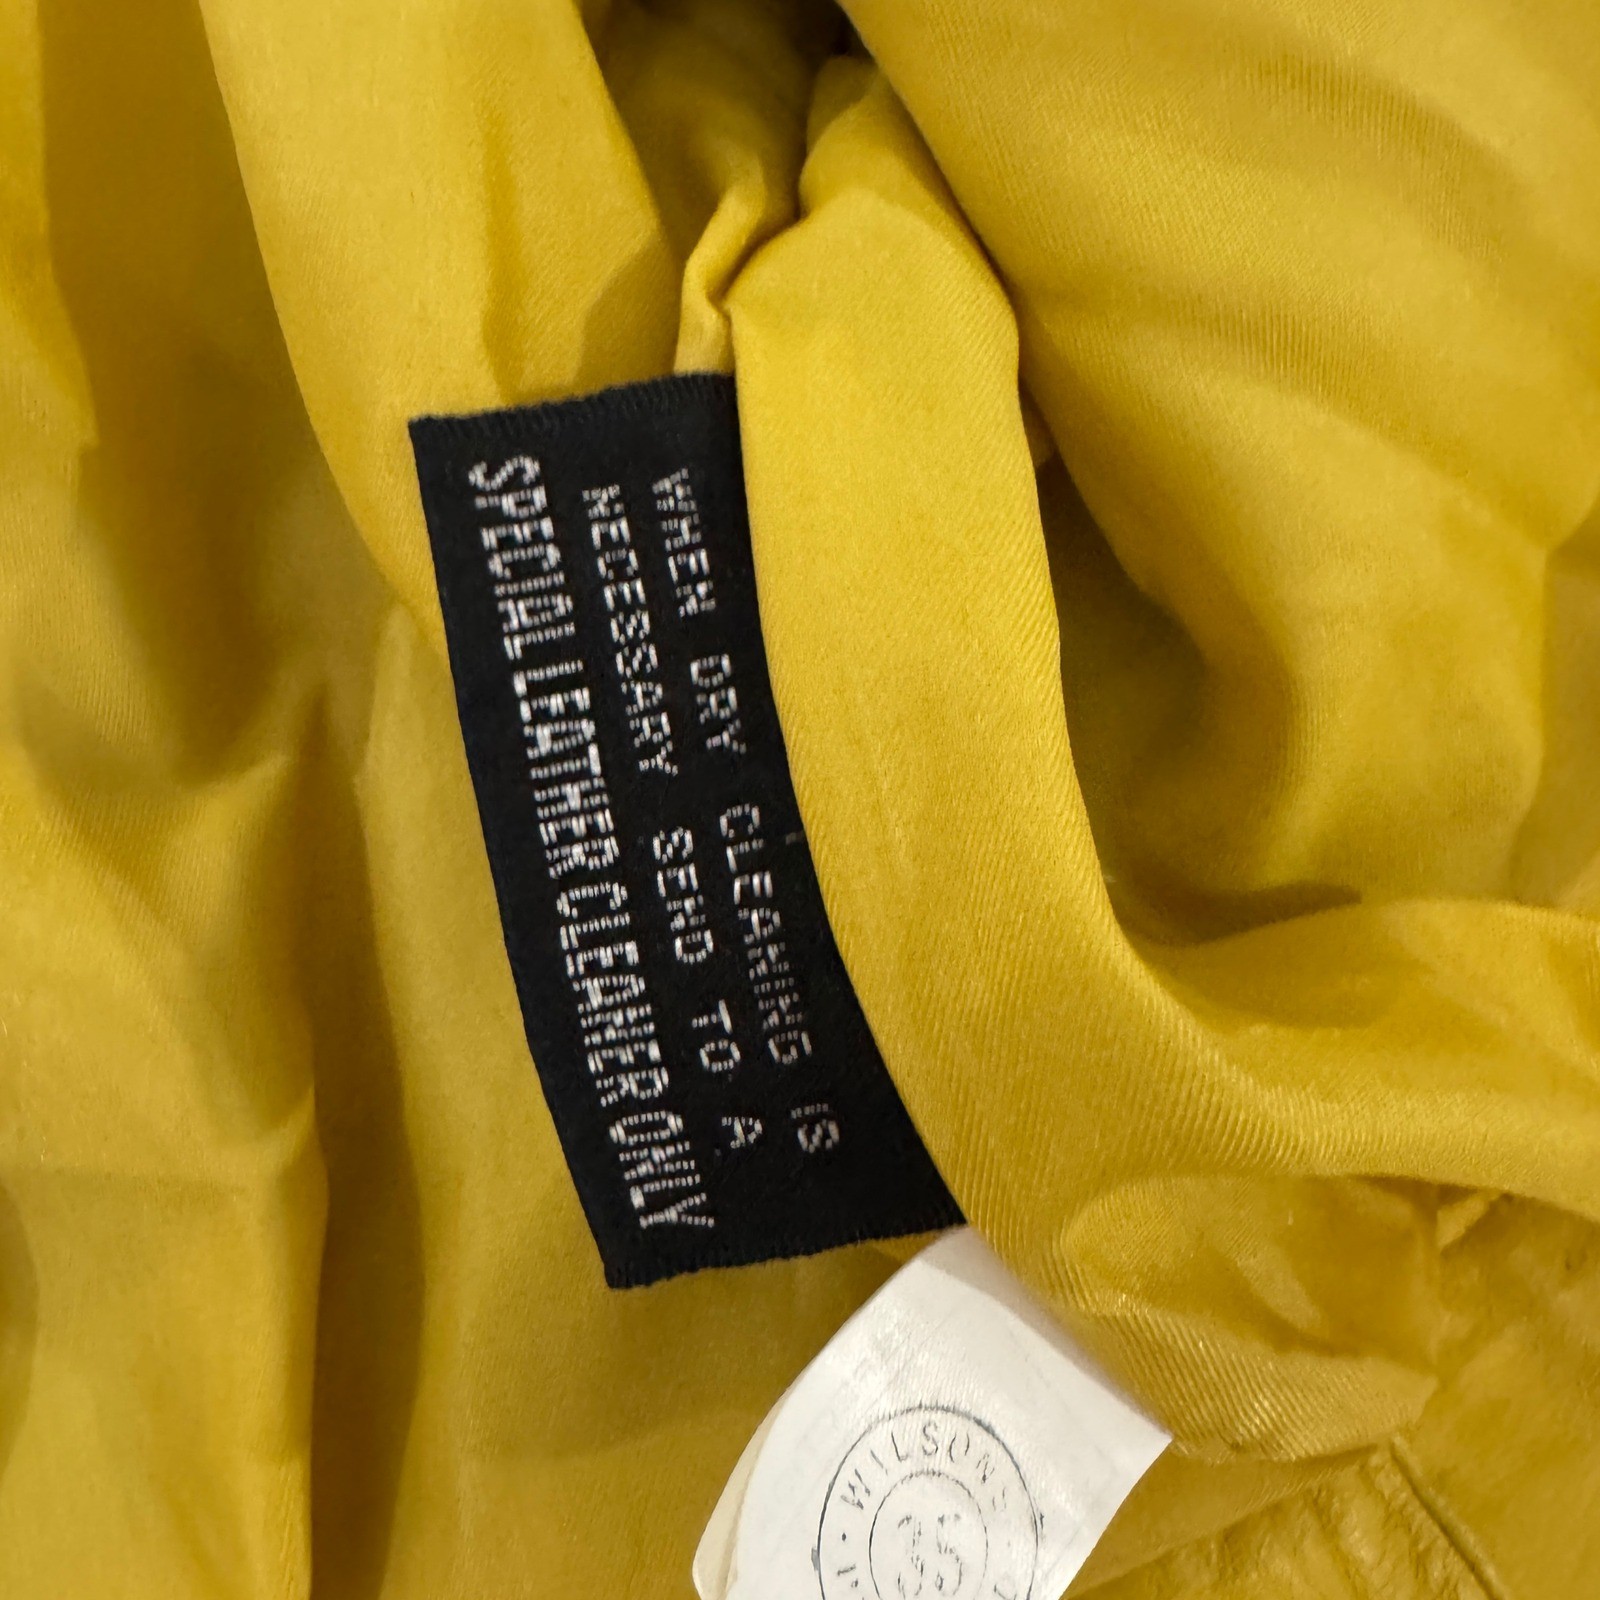 WHEN DRY CLEANING IS
NECESSARY SEND TO A
SPECIAL LEATHER CLEANER ONLY
WILSONS